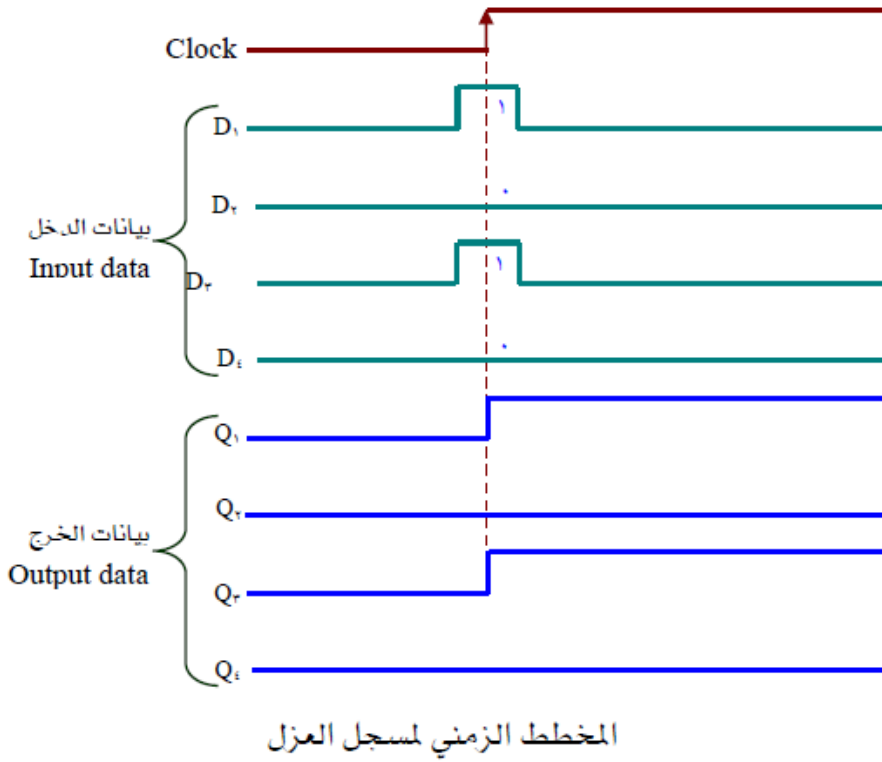 Clock
D١
١
D٢
٠
بيانات الدخل
Input data
D٣
١
D٤
٠
Q١
Q٢
بيانات الخرج
Output data
Q٣
Q٤
المخطط الزمني لمسجل العزل